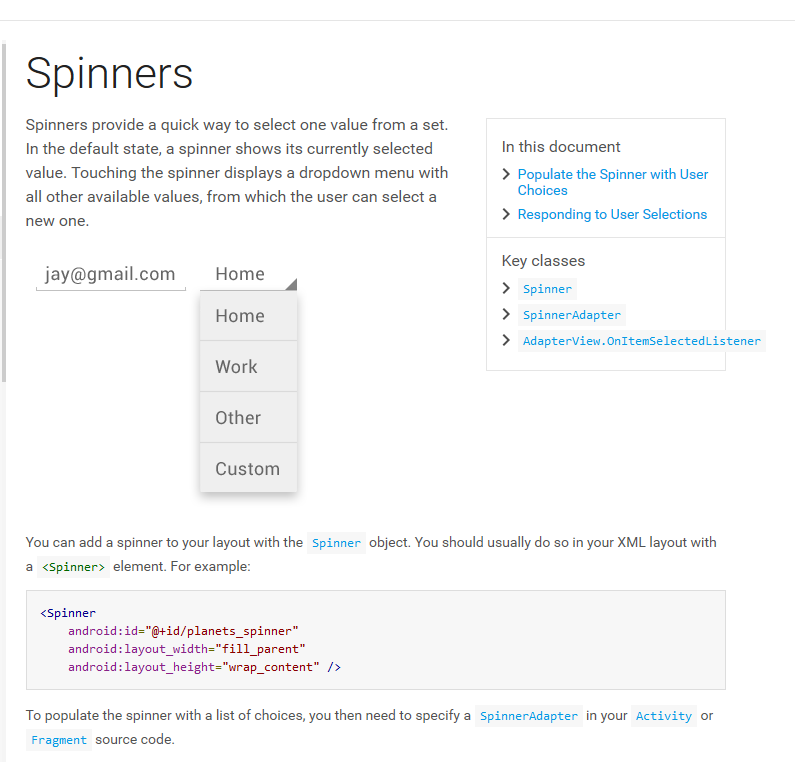 Spinners
Spinners provide a quick way to select one value from a set.
In the default state, a spinner shows its currently selected
value. Touching the spinner displays a dropdown menu with
all other available values, from which the user can select a
new one.
In this document
Populate the Spinner with User
Choices
Responding to User Selections
Key classes
Spinner
SpinnerAdapter
AdapterView.OnItemSelectedListener
jay@gmail.com Home
Home
Work
Other
Custom
You can add a spinner to your layout with the Spinner object. You should usually do so in your XML layout with
a <Spinner> element. For example:
<Spinner
    android:id="@+id/planets_spinner"
    android:layout_width="fill_parent"
    android:layout_height="wrap_content" />
To populate the spinner with a list of choices, you then need to specify a SpinnerAdapter in your Activity or
Fragment source code.